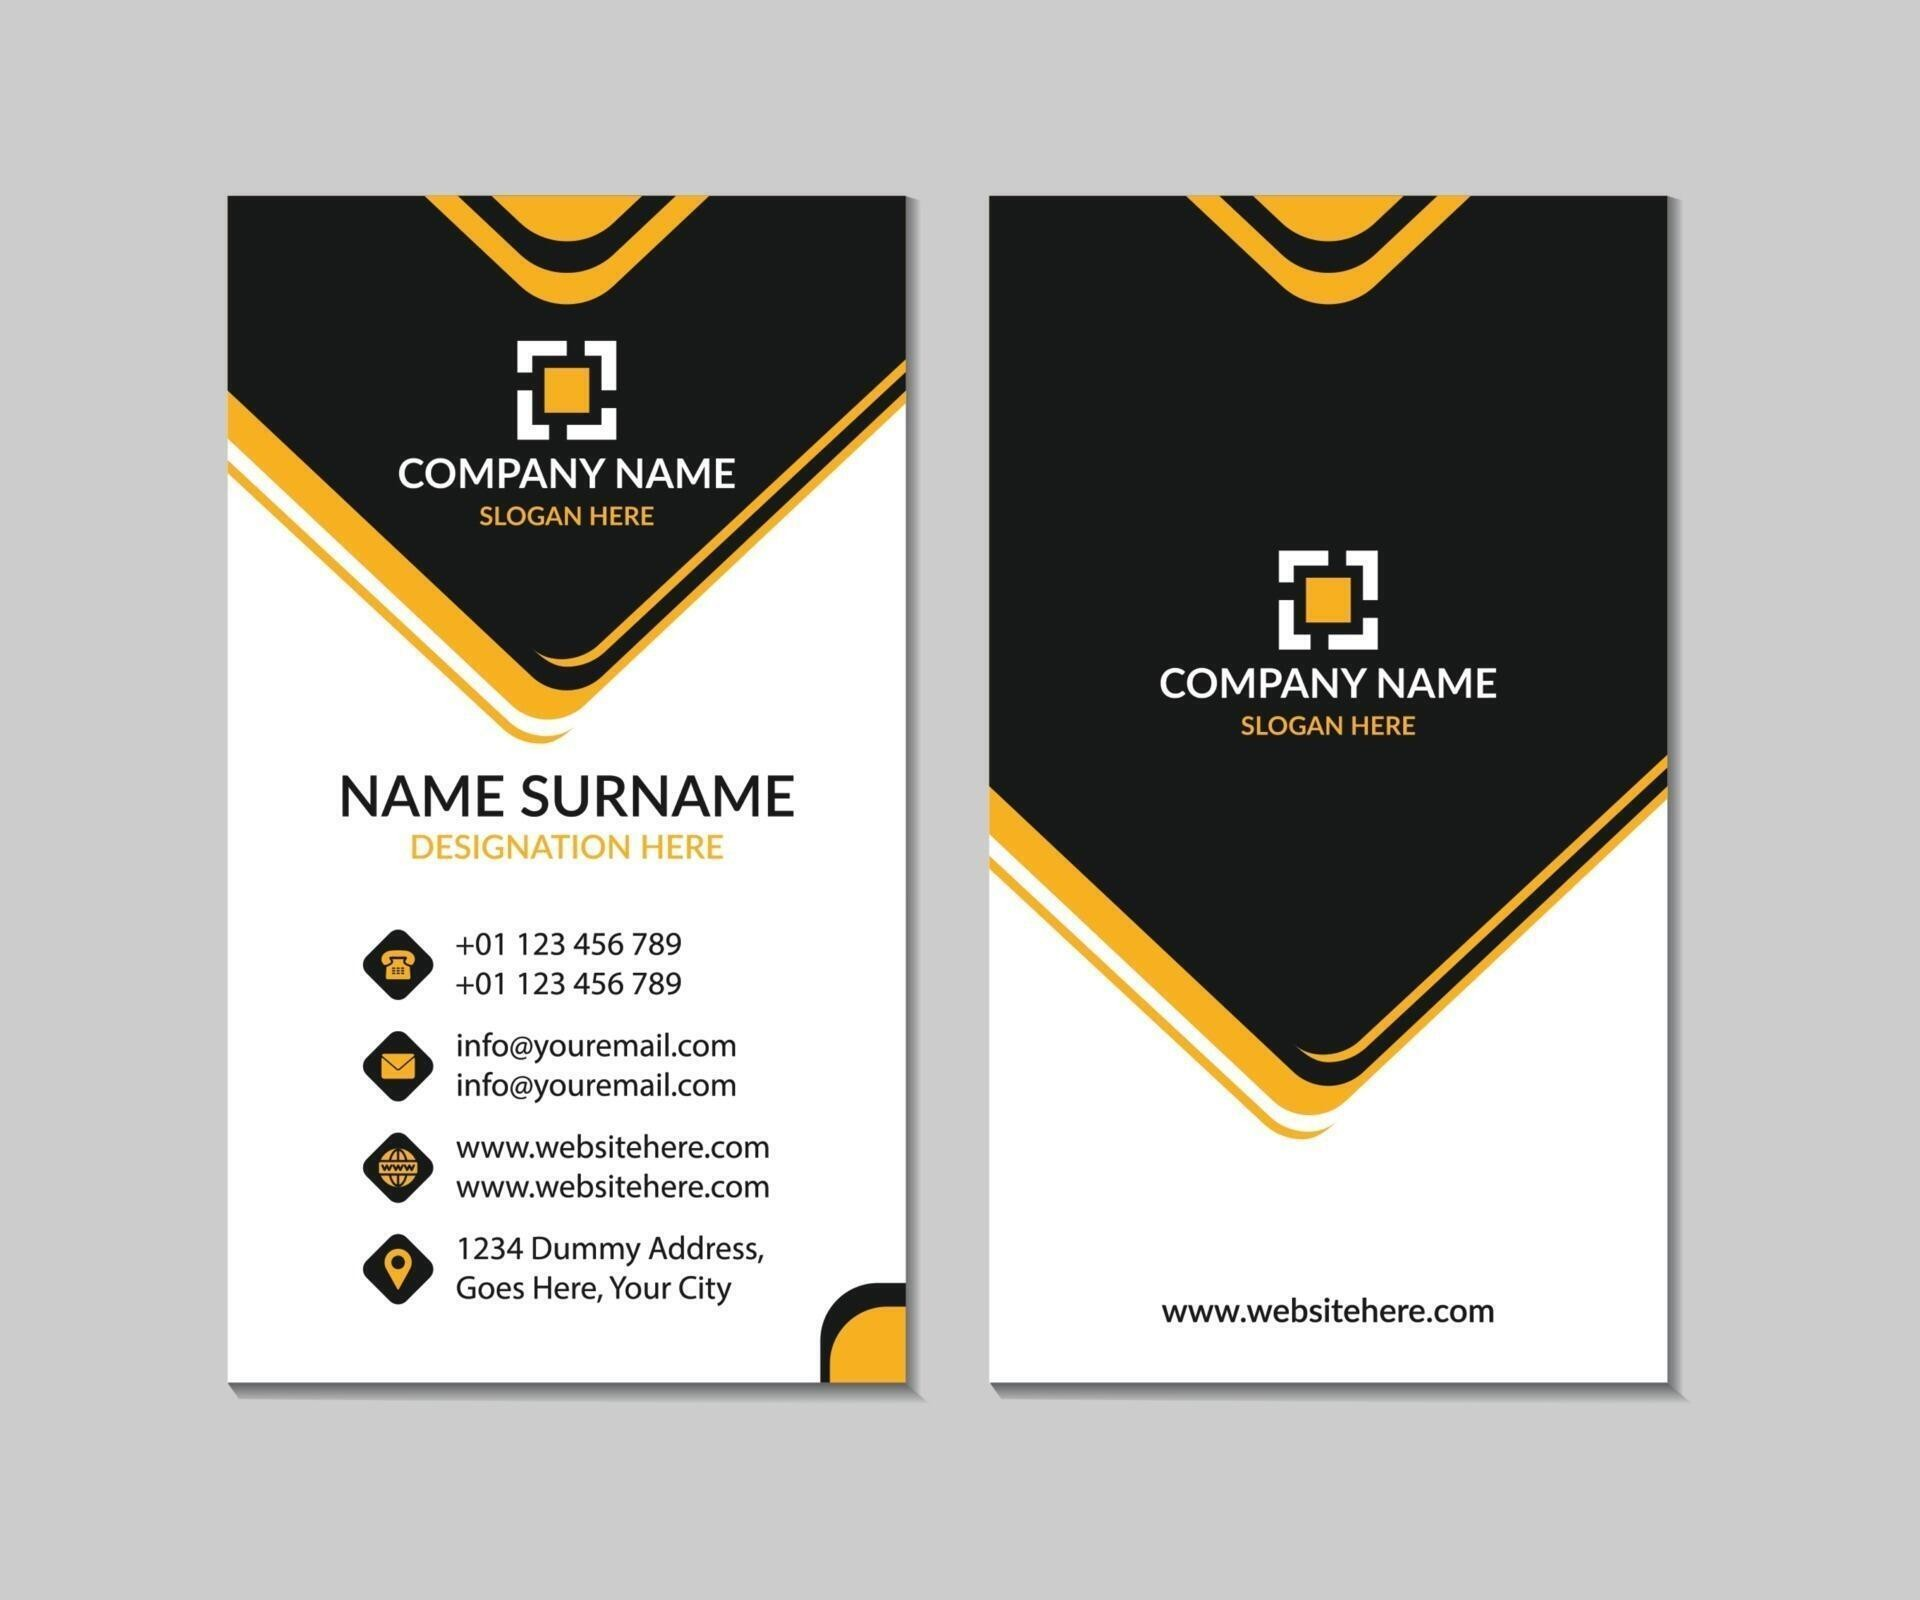 COMPANY NAME
SLOGAN HERE
NAME SURNAME
DESIGNATION HERE
+01 123 456 789
+01 123 456 789
info@youremail.com
info@youremail.com
www
www.websitehere.com
www.websitehere.com
1234 Dummy Address,
Goes Here, Your City
COMPANY NAME
SLOGAN HERE
www.websitehere.com